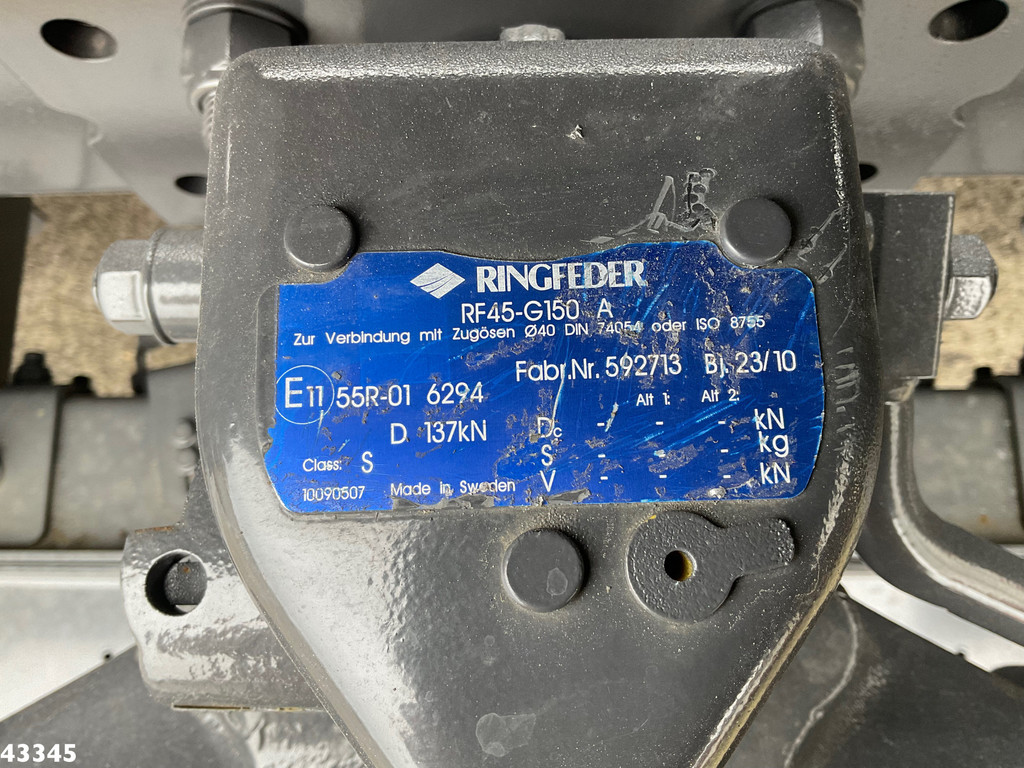 RINGFEDER
RF45-G150 A
Zur Verbindung mit Zugösen Ø40 DIN 74054 oder ISO 8755
Fabr.Nr. 592713 Bj. 23/10
E11 55R-01 6294
Alt 1: Alt 2:
D 137kN Dc - - - kN
Class: S S - - - kg
10090507 Made in Sweden V - - - kN
43345